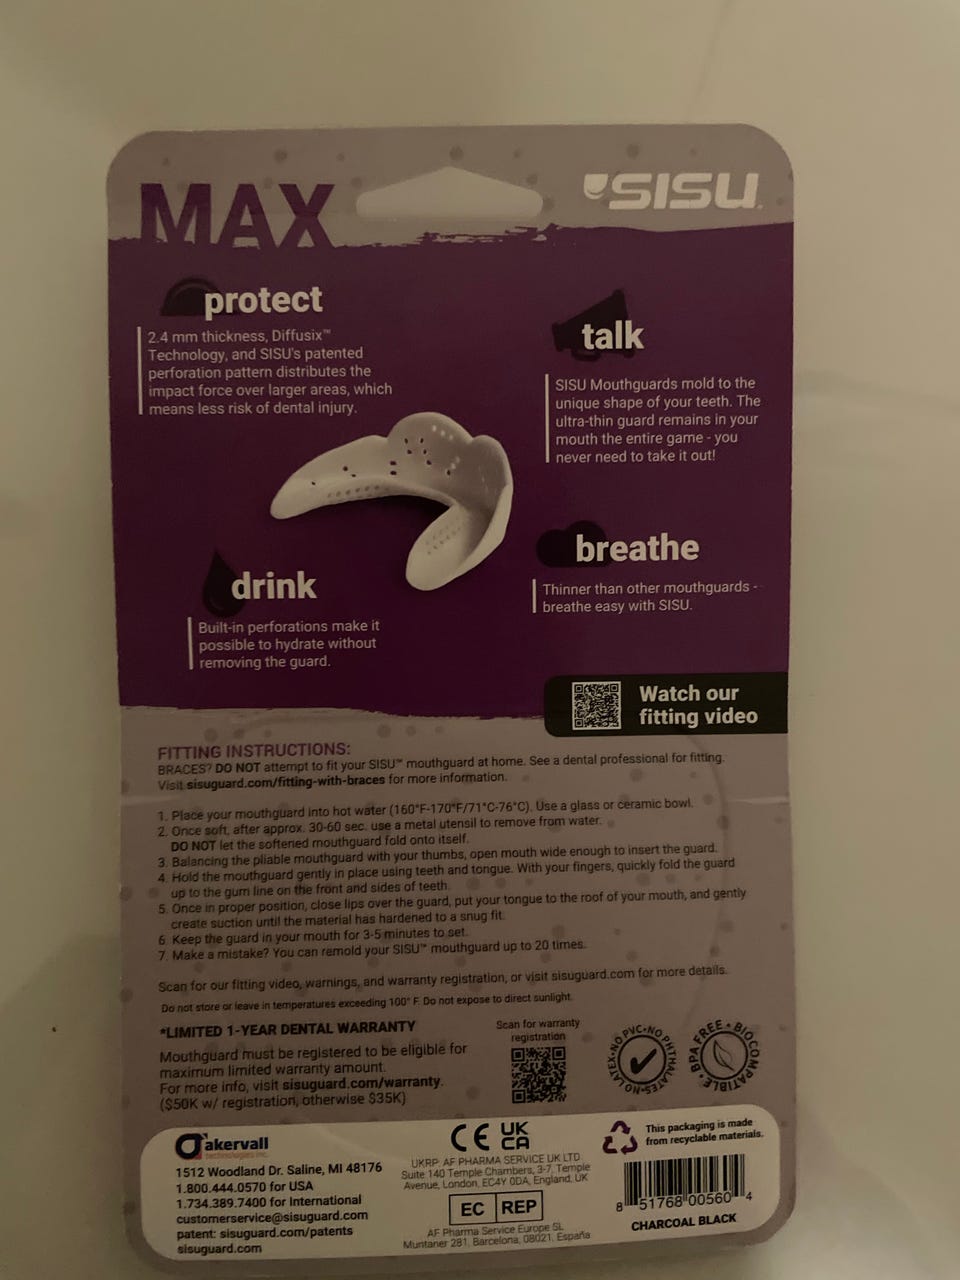 MAX
SISU
protect
2.4 mm thickness, Diffusix™
Technology, and SISU's patented
perforation pattern distributes the
impact force over larger areas, which
means less risk of dental injury.
talk
SISU Mouthguards mold to the
unique shape of your teeth. The
ultra-thin guard remains in your
mouth the entire game - you
never need to take it out!
drink
Built-in perforations make it
possible to hydrate without
removing the guard.
breathe
Thinner than other mouthguards -
breathe easy with SISU.
Watch our
fitting video
FITTING INSTRUCTIONS:
BRACES? DO NOT attempt to fit your SISU™ mouthguard at home. See a dental professional for fitting.
Visit sisuguard.com/fitting-with-braces for more information.
1. Place your mouthguard into hot water (160°F-170°F/71°C-76°C). Use a glass or ceramic bowl.
2. Once soft, after approx. 30-60 sec. use a metal utensil to remove from water.
DO NOT let the softened mouthguard fold onto itself.
3. Balancing the pliable mouthguard with your thumbs, open mouth wide enough to insert the guard.
4. Hold the mouthguard gently in place using teeth and tongue. With your fingers, quickly fold the guard
up to the gum line on the front and sides of teeth.
5. Once in proper position, close lips over the guard, put your tongue to the roof of your mouth, and gently
create suction until the material has hardened to a snug fit.
6. Keep the guard in your mouth for 3-5 minutes to set.
7. Make a mistake? You can remold your SISU™ mouthguard up to 20 times.
Scan for our fitting video, warnings, and warranty registration, or visit sisuguard.com for more details.
Do not store or leave in temperatures exceeding 100° F. Do not expose to direct sunlight.
*LIMITED 1-YEAR DENTAL WARRANTY
Mouthguard must be registered to be eligible for
maximum limited warranty amount.
For more info, visit sisuguard.com/warranty.
($50K w/ registration, otherwise $35K)
Scan for warranty
registration
NO LATEX•NO PVC•NO PHTHALATES•
BPA FREE • BIOCOMPATIBLE •
akervall
technologies inc.
1512 Woodland Dr. Saline, MI 48176
1.800.444.0570 for USA
1.734.389.7400 for International
customerservice@sisuguard.com
patent: sisuguard.com/patents
sisuguard.com
CE UK
CA
UKRP AF PHARMA SERVICE UK LTD
Suite 140 Temple Chambers, 3-7, Temple
Avenue, London, EC4Y 0DA, England, UK
EC REP
AF Pharma Service Europe SL
Muntaner 281, Barcelona, 08021, España
This packaging is made
from recyclable materials.
8 51768 00560 4
CHARCOAL BLACK